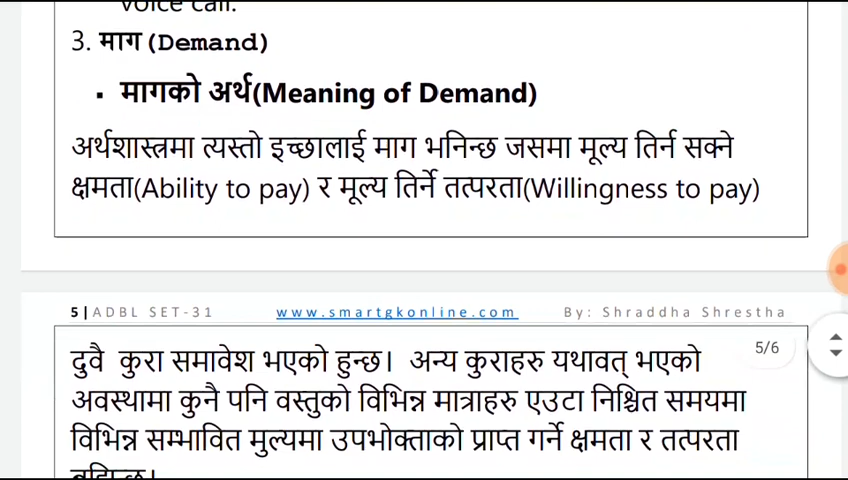 voice call.
3. माग (Demand)
▪ मागको अर्थ(Meaning of Demand)
अर्थशास्त्रमा त्यस्तो इच्छालाई माग भनिन्छ जसमा मूल्य तिर्न सक्ने
क्षमता(Ability to pay) र मूल्य तिर्ने तत्परता(Willingness to pay)
5 | ADBL SET-31 www.smartgkonline.com By: Shraddha Shrestha
5/6
दुवै कुरा समावेश भएको हुन्छ। अन्य कुराहरु यथावत् भएको
अवस्थामा कुनै पनि वस्तुको विभिन्न मात्राहरु एउटा निश्चित समयमा
विभिन्न सम्भावित मुल्यमा उपभोक्ताको प्राप्त गर्ने क्षमता र तत्परता